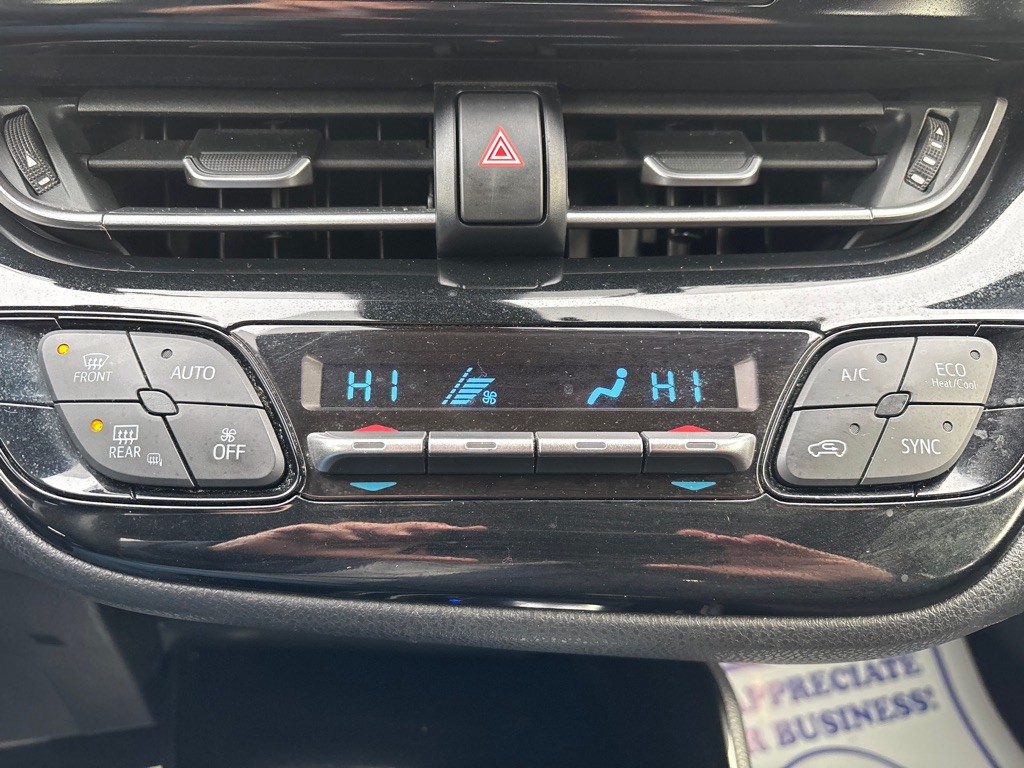 FRONT
AUTO
REAR
OFF
HI
HI
A/C
ECO
Heat/Cool
SYNC
APPRECIATE
BUSINESS!